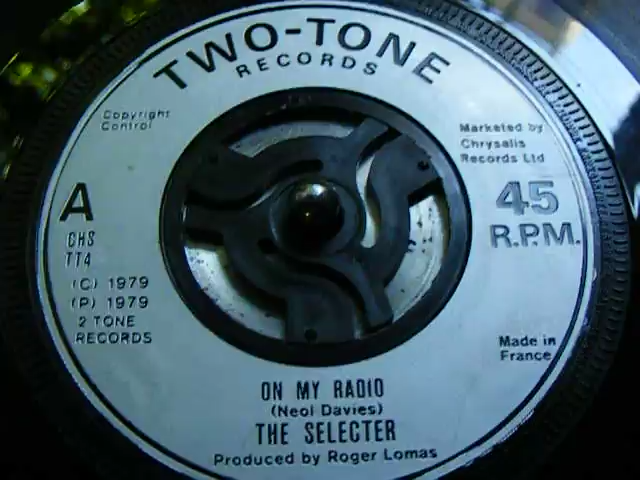 TWO-TONE
RECORDS
Copyright
Control
Marketed by
Chrysalis
Records Ltd
A
CHS
TT4
45
R.P.M.
(C) 1979
(P) 1979
2 TONE
RECORDS
Made in
France
ON MY RADIO
(Neol Davies)
THE SELECTER
Produced by Roger Lomas